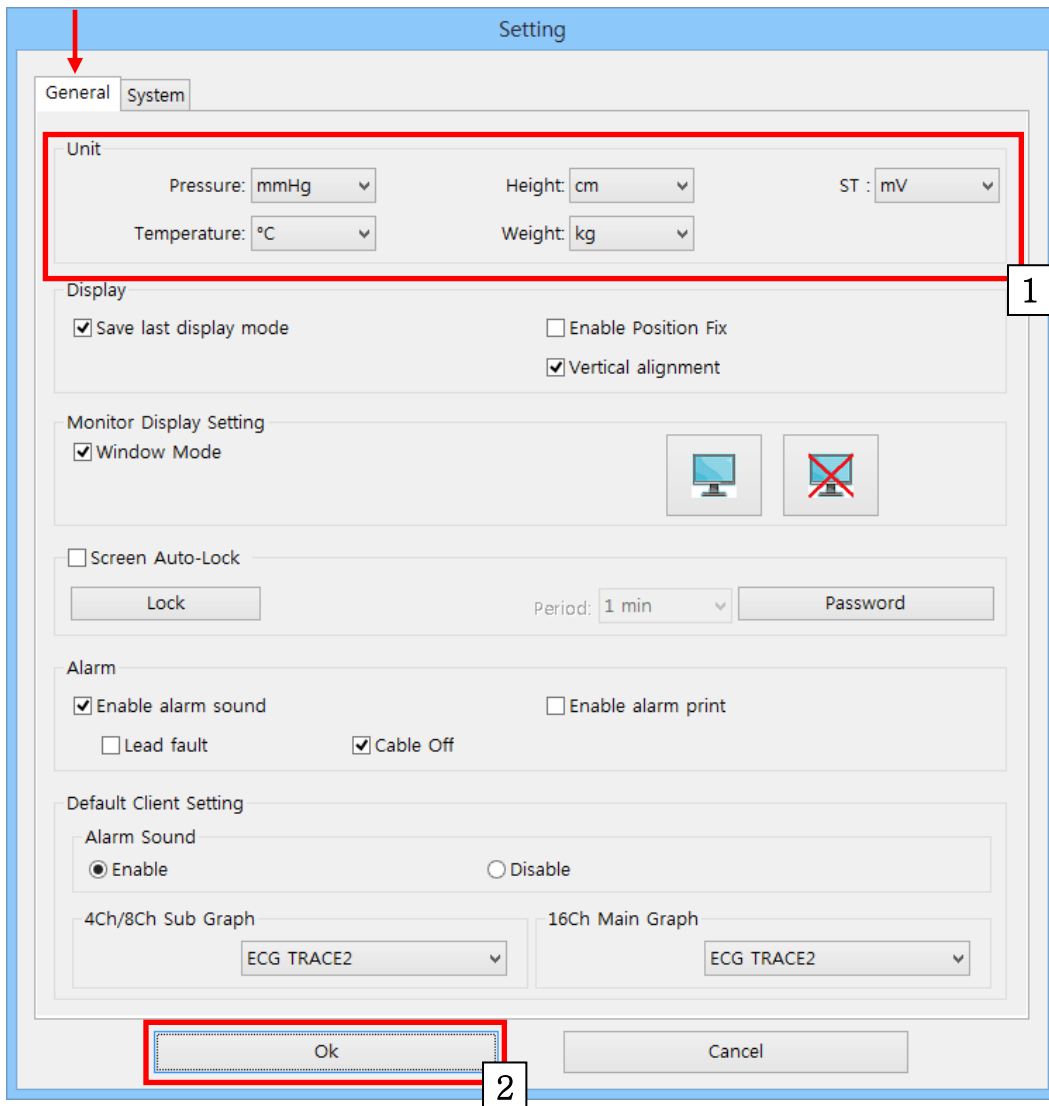 Setting
General System
Unit
Pressure: mmHg Height: cm ST : mV
Temperature: °C Weight: kg
1
Display
Save last display mode Enable Position Fix
Vertical alignment
Monitor Display Setting
Window Mode
Screen Auto-Lock
Lock Period: 1 min Password
Alarm
Enable alarm sound Enable alarm print
Lead fault Cable Off
Default Client Setting
Alarm Sound
Enable Disable
4Ch/8Ch Sub Graph 16Ch Main Graph
ECG TRACE2 ECG TRACE2
Ok Cancel
2